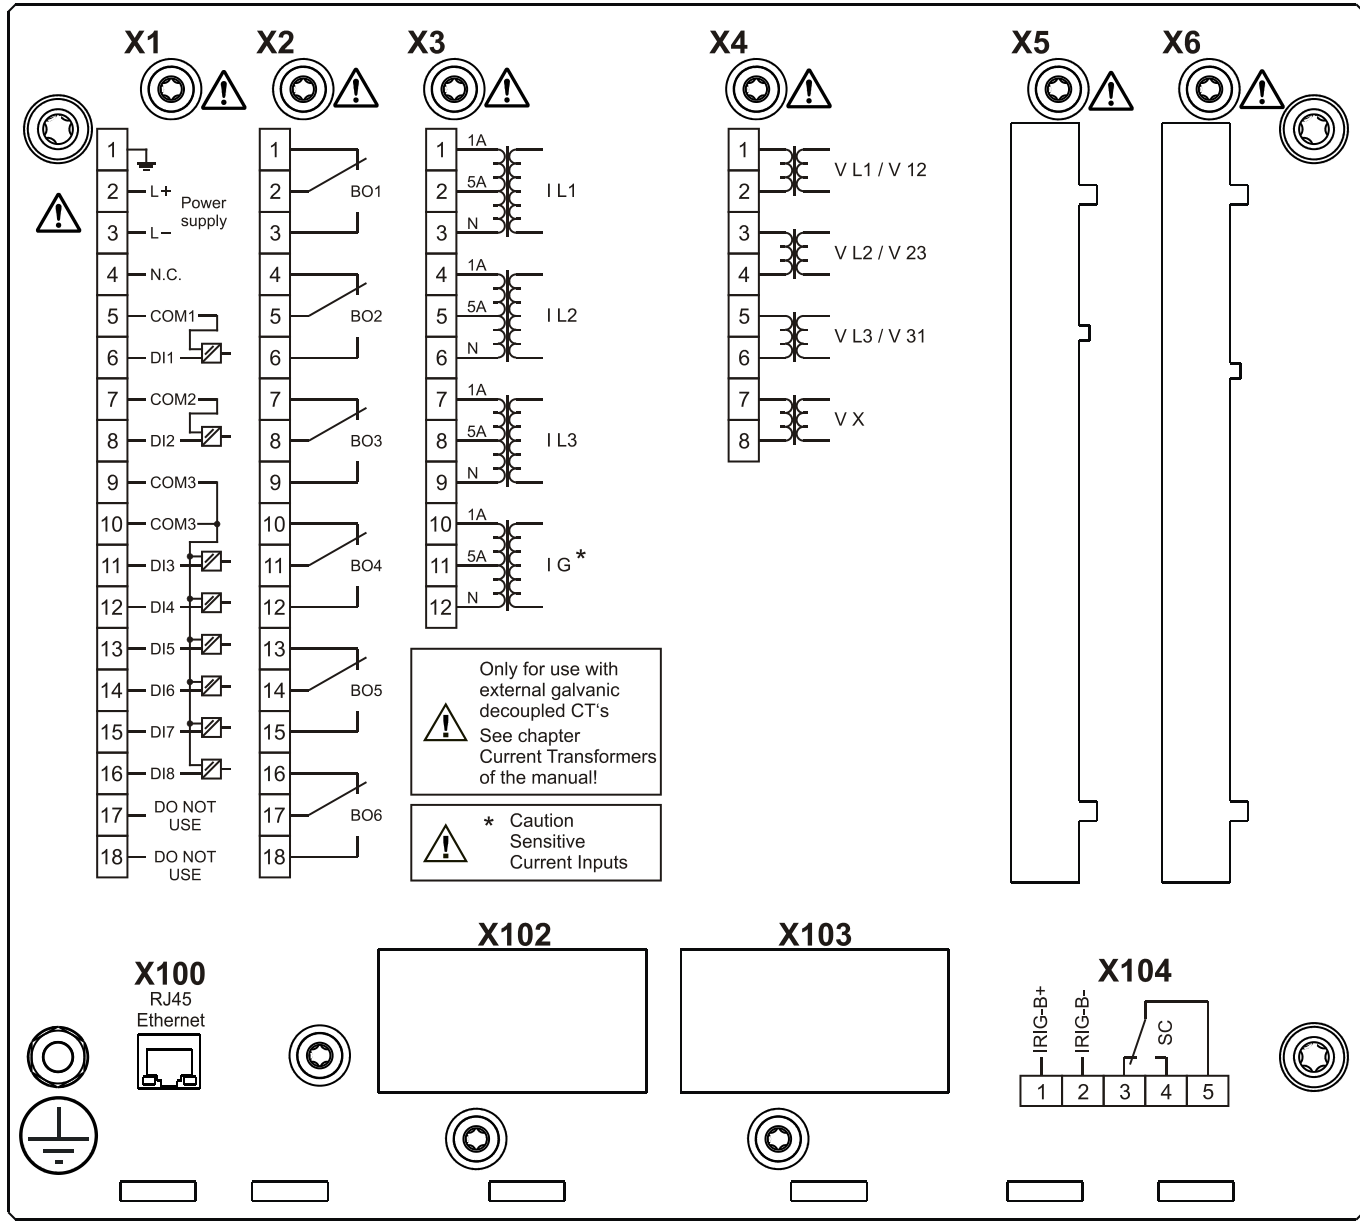 X1
X2
X3
X4
X5
X6
1
2 L+
Power
supply
3 L-
4 N.C.
5 COM1
6 DI1
7 COM2
8 DI2
9 COM3
10 COM3
11 DI3
12 DI4
13 DI5
14 DI6
15 DI7
16 DI8
17 DO NOT
USE
18 DO NOT
USE
1
2 BO1
3
4
5 BO2
6
7
8 BO3
9
10
11 BO4
12
13
14 BO5
15
16
17 BO6
18
1 1A
2 5A I L1
3 N
4 1A
5 5A I L2
6 N
7 1A
8 5A I L3
9 N
10 1A
11 5A I G*
12 N
Only for use with
external galvanic
decoupled CT‘s
See chapter
Current Transformers
of the manual!
* Caution
Sensitive
Current Inputs
1
V L1 / V 12
2
3
V L2 / V 23
4
5
V L3 / V 31
6
7
V X
8
X100
RJ45
Ethernet
X102
X103
X104
IRIG-B+
IRIG-B-
SC
1 2 3 4 5